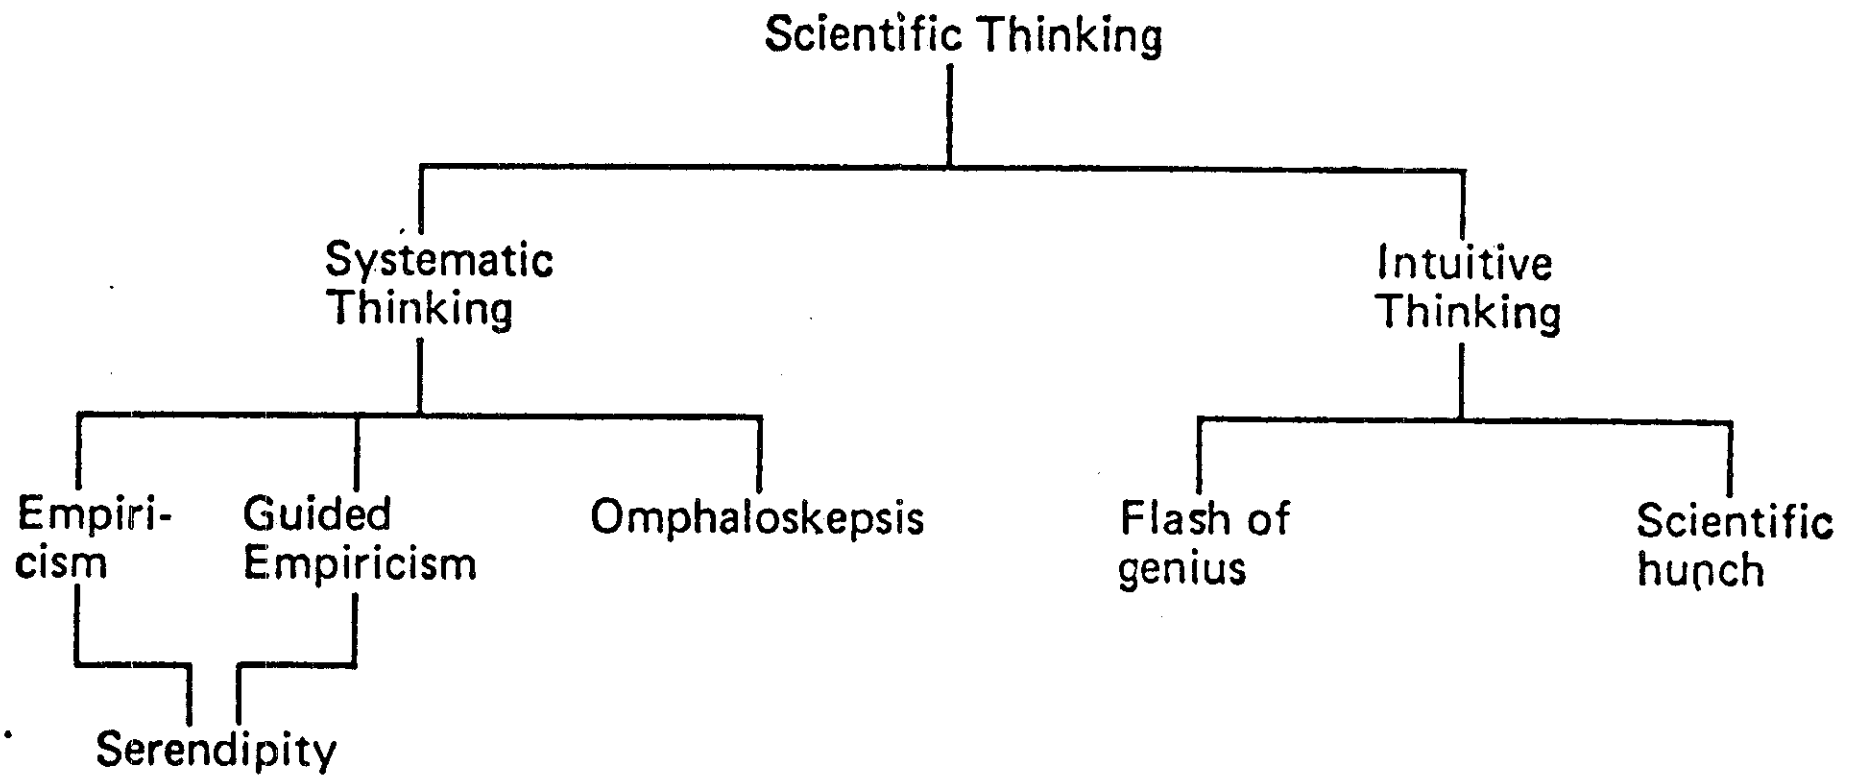 Scientific Thinking
Systematic
Thinking
Intuitive
Thinking
Empiri-
cism
Guided
Empiricism
Omphaloskepsis
Flash of
genius
Scientific
hunch
Serendipity